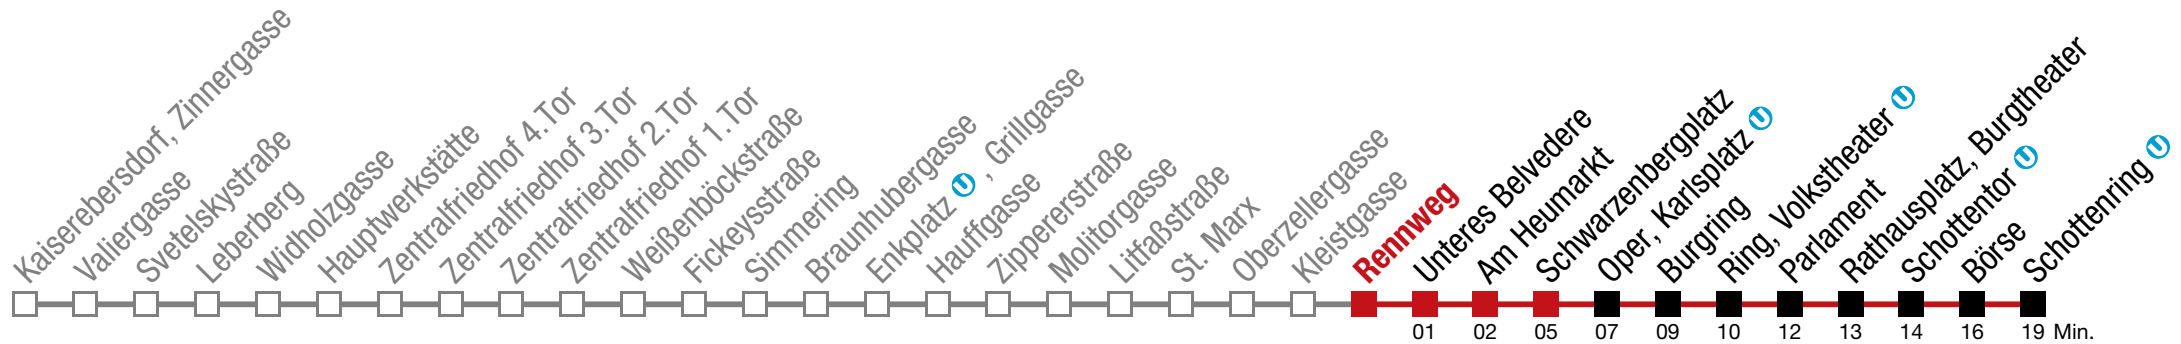 Kaiserebersdorf, Zinnergasse
Valiergasse
Svetelskystraße
Leberberg
Widholzgasse
Hauptwerkstätte
Zentralfriedhof 4.Tor
Zentralfriedhof 3.Tor
Zentralfriedhof 2.Tor
Zentralfriedhof 1.Tor
Weißenböckstraße
Fickeysstraße
Simmering
Braunhubergasse
Enkplatz U, Grillgasse
Hauffgasse
Zippererstraße
Molitorgasse
Litfaßstraße
St. Marx
Oberzellergasse
Kleistgasse
Rennweg
Unteres Belvedere
Am Heumarkt
Schwarzenbergplatz
Oper, Karlsplatz U
Burgring
Ring, Volkstheater U
Parlament
Rathausplatz, Burgtheater
Schottentor U
Börse
Schottenring U
01 02 05 07 09 10 12 13 14 16 19 Min.